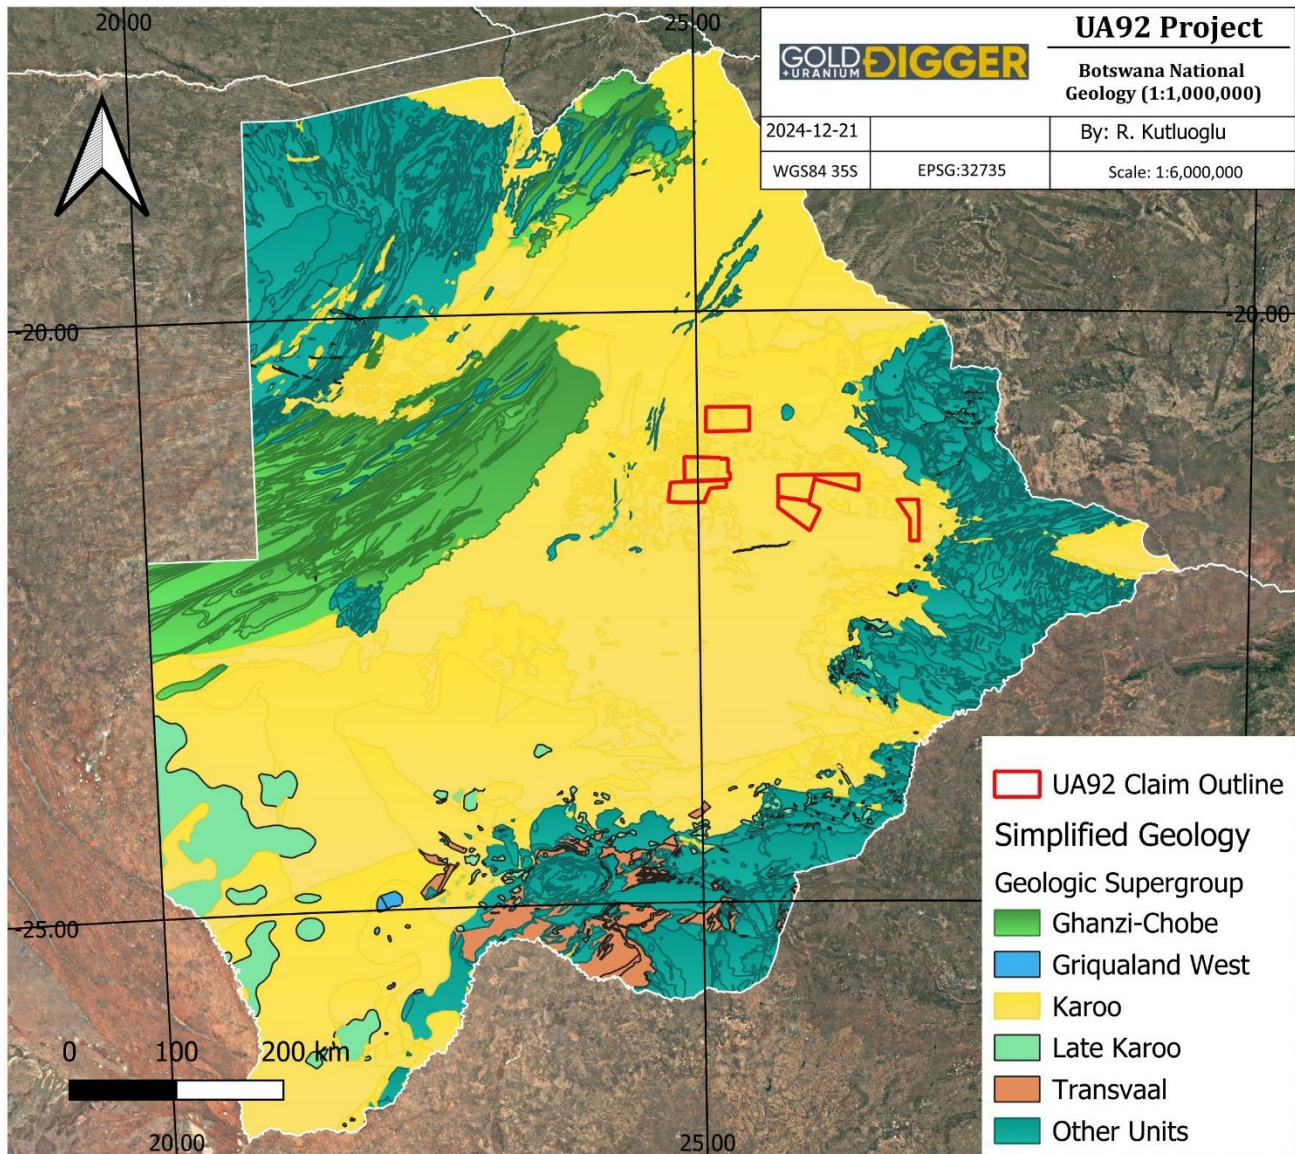 20.00
25.00
GOLD DIGGER
+URANIUM
UA92 Project
Botswana National
Geology (1:1,000,000)
2024-12-21
By: R. Kutluoglu
WGS84 35S
EPSG:32735
Scale: 1:6,000,000
-20.00
-20.00
-25.00
0 100 200 km
20.00
25.00
UA92 Claim Outline
Simplified Geology
Geologic Supergroup
Ghanzi-Chobe
Griqualand West
Karoo
Late Karoo
Transvaal
Other Units